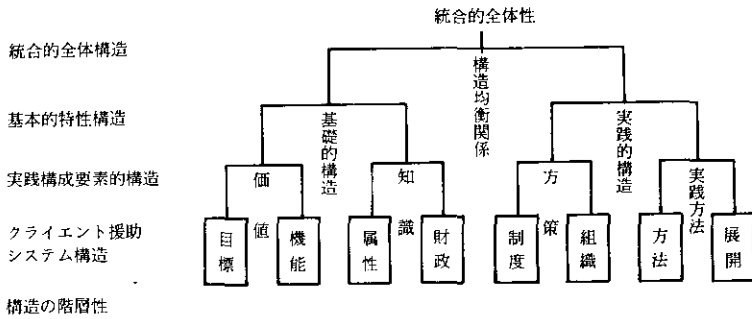 統合的全体性
統合的全体構造
構造均衡関係
基本的特性構造
基礎的構造
実践的構造
実践構成要素的構造
価値
知識
方策
実践方法
クライエント援助
システム構造
目標
機能
属性
財政
制度
組織
方法
展開
構造の階層性